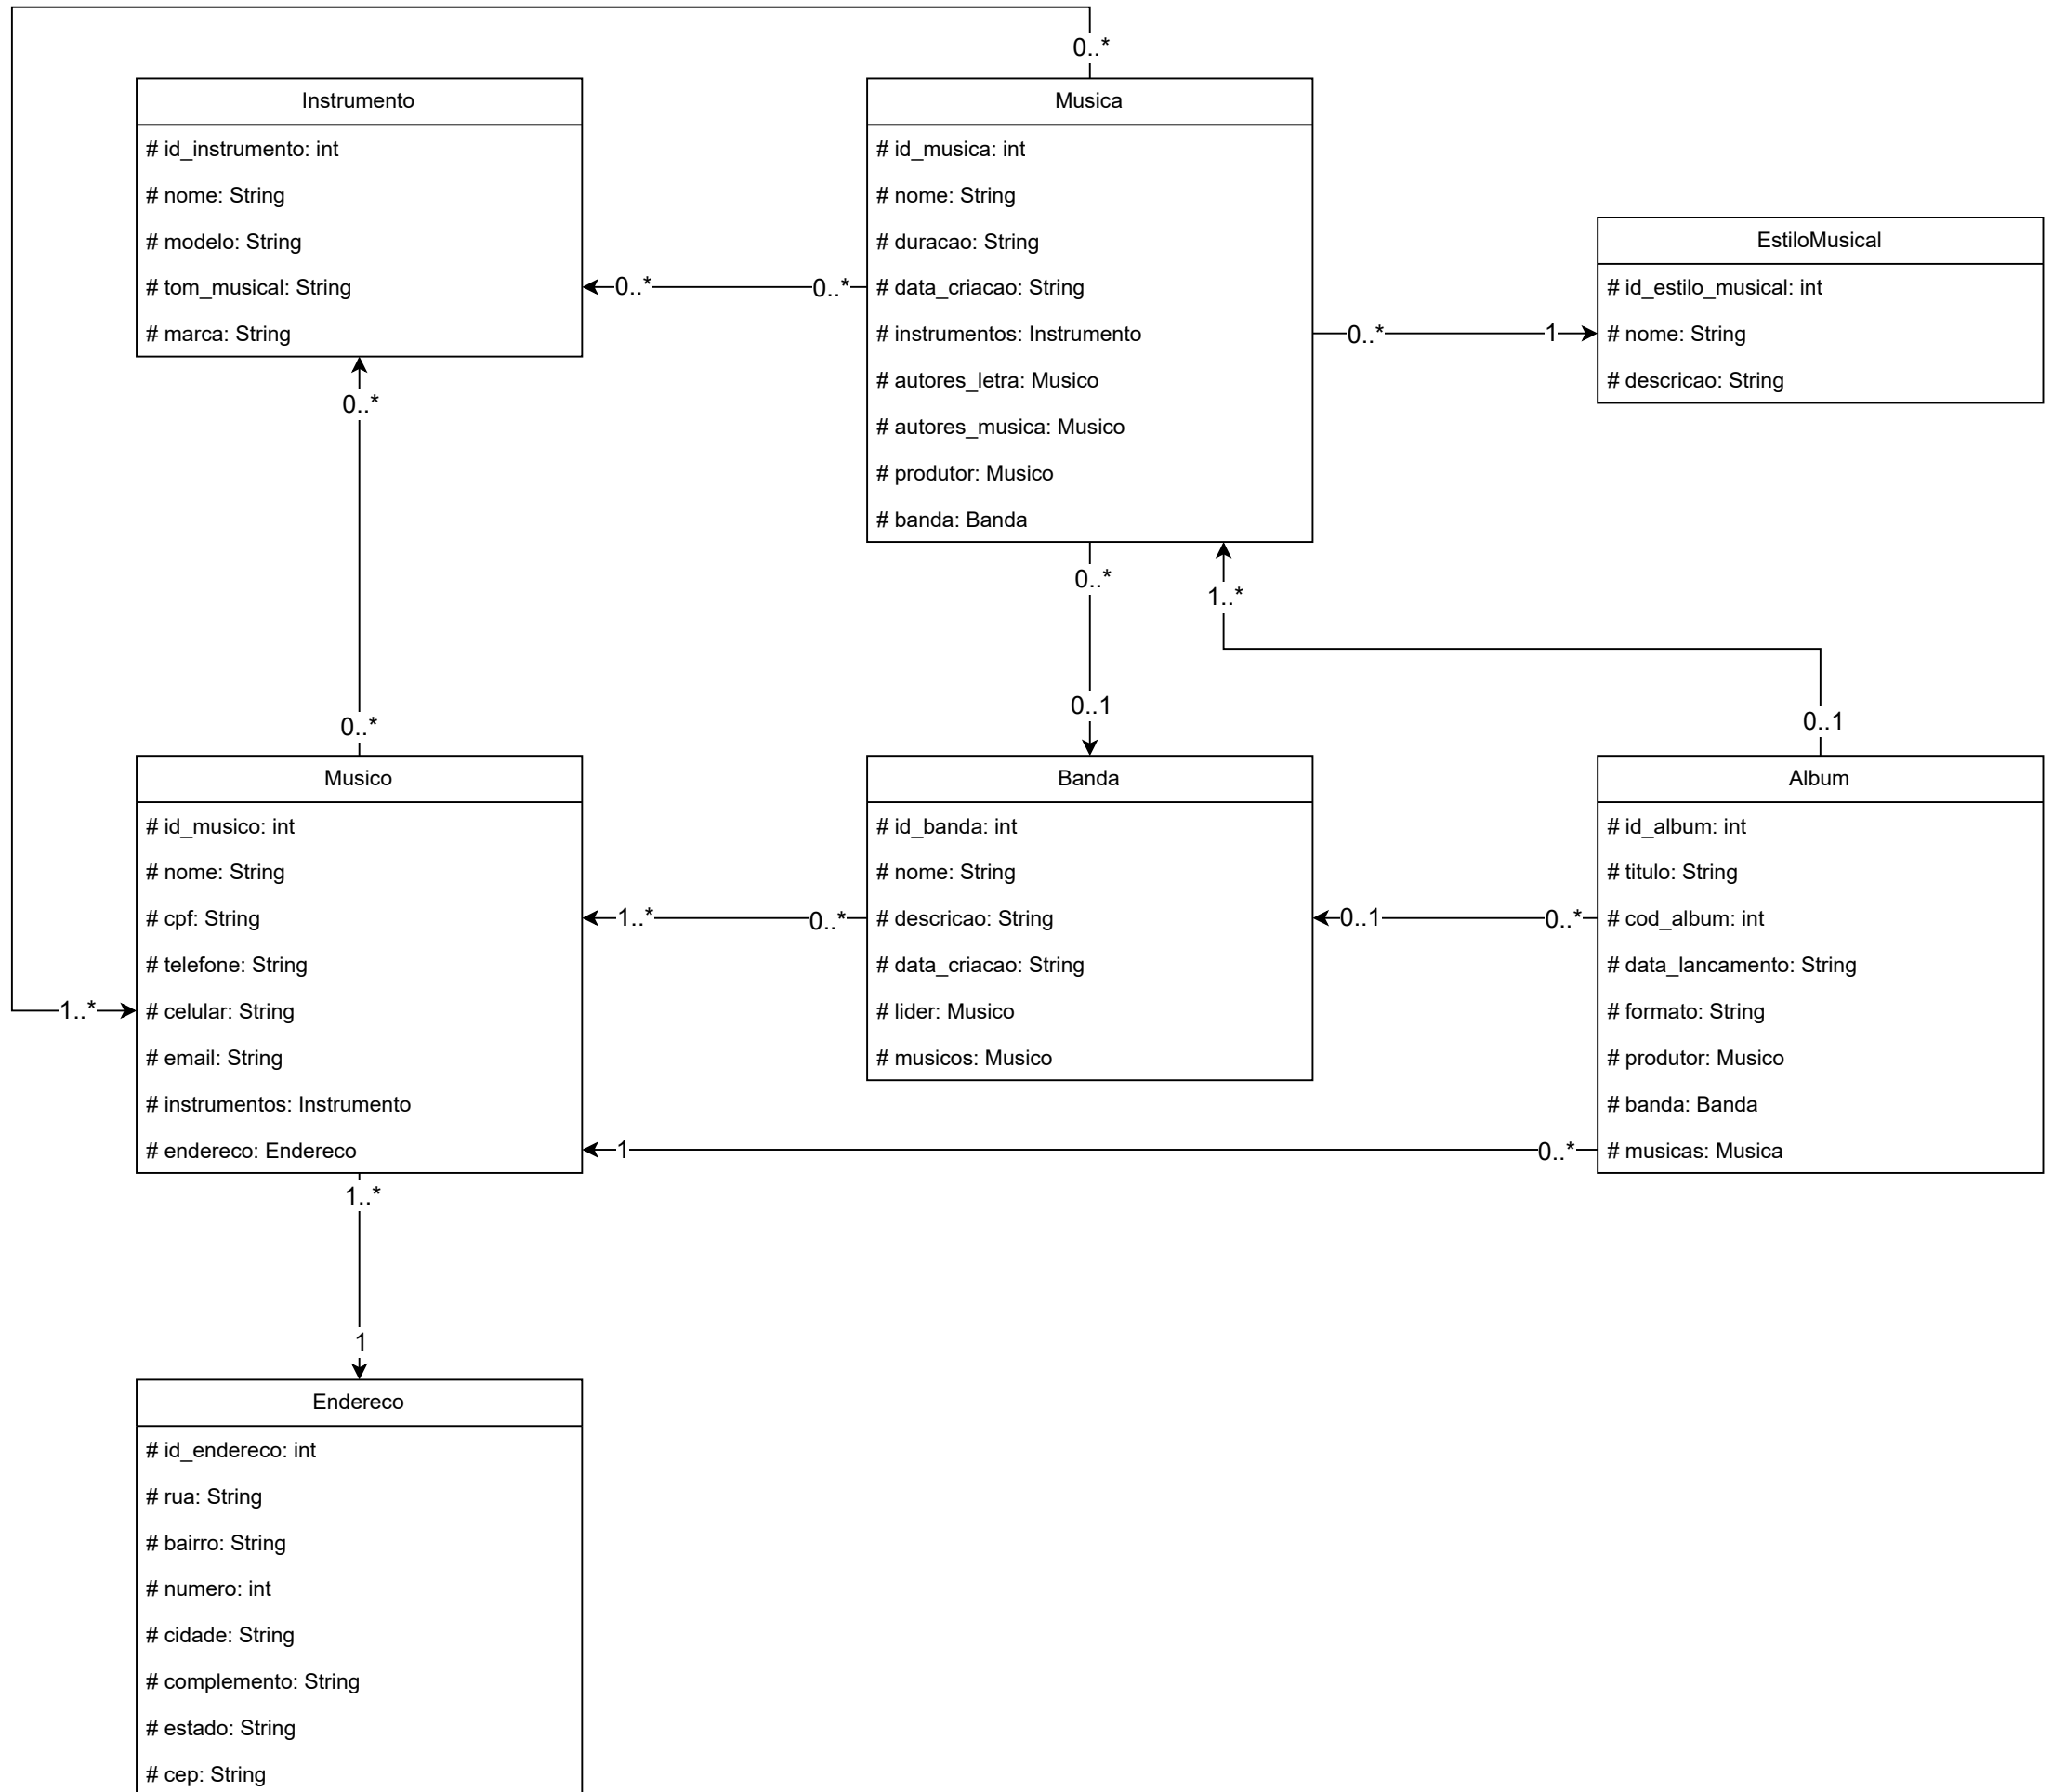 0..*
Instrumento
# id_instrumento: int
# nome: String
# modelo: String
# tom_musical: String
# marca: String
Musica
# id_musica: int
# nome: String
# duracao: String
# data_criacao: String
# instrumentos: Instrumento
# autores_letra: Musico
# autores_musica: Musico
# produtor: Musico
# banda: Banda
EstiloMusical
# id_estilo_musical: int
# nome: String
# descricao: String
0..*
0..*
0..*
1
0..*
0..*
0..*
0..1
1..*
0..1
Musico
# id_musico: int
# nome: String
# cpf: String
# telefone: String
# celular: String
# email: String
# instrumentos: Instrumento
# endereco: Endereco
Banda
# id_banda: int
# nome: String
# descricao: String
# data_criacao: String
# lider: Musico
# musicos: Musico
Album
# id_album: int
# titulo: String
# cod_album: int
# data_lancamento: String
# formato: String
# produtor: Musico
# banda: Banda
# musicas: Musica
1..*
0..*
0..1
0..*
1..*
1
0..*
1..*
1
Endereco
# id_endereco: int
# rua: String
# bairro: String
# numero: int
# cidade: String
# complemento: String
# estado: String
# cep: String